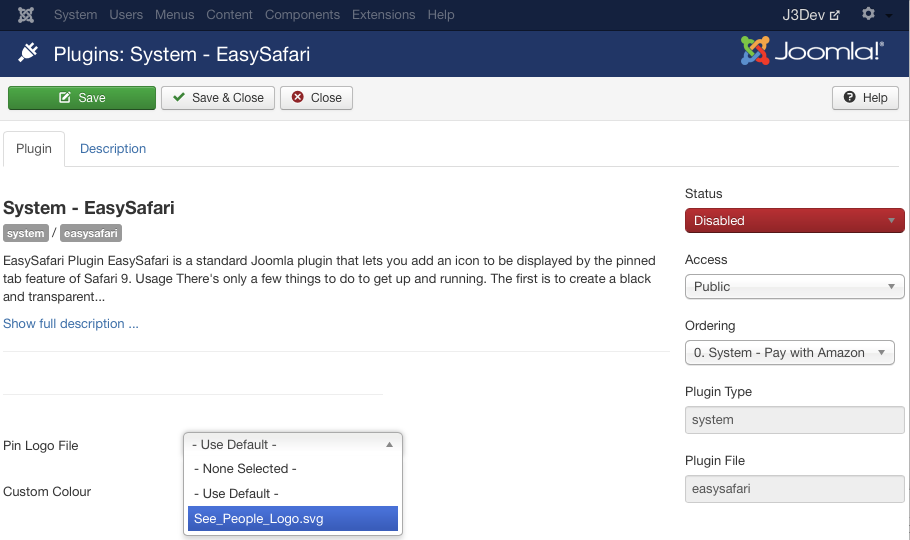 System Users Menus Content Components Extensions Help J3Dev
Plugins: System - EasySafari Joomla!®
Save Save & Close Close Help
Plugin Description
System - EasySafari
system / easysafari
EasySafari Plugin EasySafari is a standard Joomla plugin that lets you add an icon to be displayed by the pinned
tab feature of Safari 9. Usage There's only a few things to do to get up and running. The first is to create a black
and transparent...
Show full description ...
Pin Logo File
- Use Default -
- None Selected -
- Use Default -
See_People_Logo.svg
Custom Colour
Status
Disabled
Access
Public
Ordering
0. System - Pay with Amazon
Plugin Type
system
Plugin File
easysafari